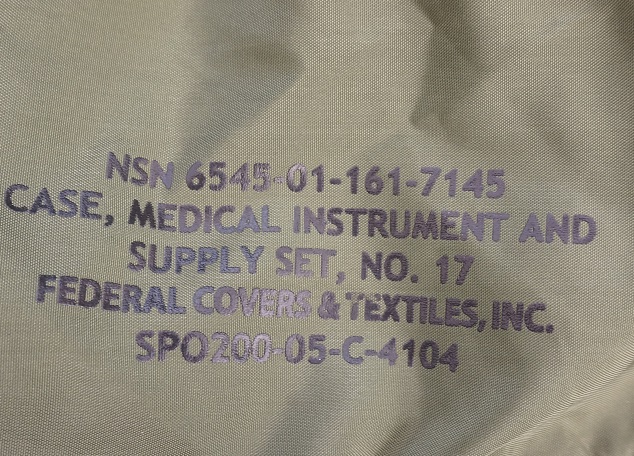 NSN 6545-01-161-7145
CASE, MEDICAL INSTRUMENT AND
SUPPLY SET, NO. 17
FEDERAL COVERS & TEXTILES, INC.
SPO200-05-C-4104